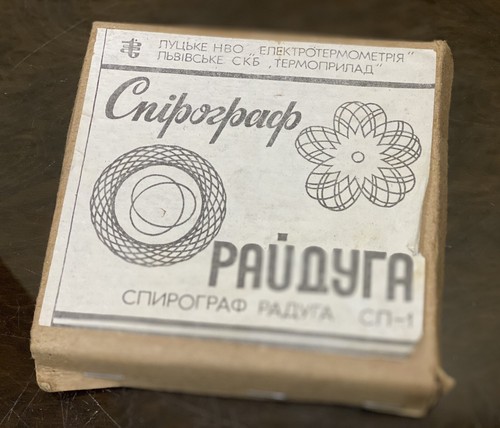 ЛУЦЬКЕ НВО „ЕЛЕКТРОТЕРМОМЕТРІЯ"
ЛЬВІВСЬКЕ СКБ „ТЕРМОПРИЛАД"
Спірограф
РАЙДУГА
СПИРОГРАФ РАДУГА СП-1